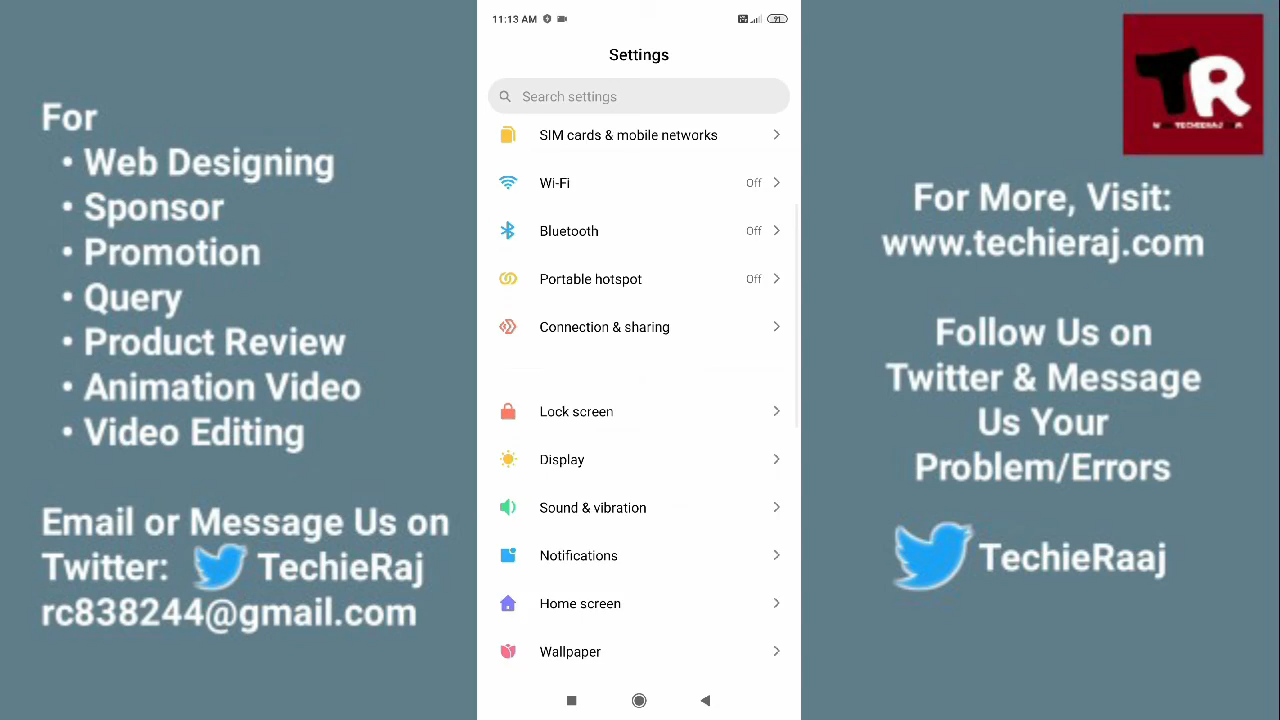 For
• Web Designing
• Sponsor
• Promotion
• Query
• Product Review
• Animation Video
• Video Editing
Email or Message Us on
Twitter: TechieRaj
rc838244@gmail.com
11:13 AM
91
Settings
Search settings
SIM cards & mobile networks
Wi-Fi Off
Bluetooth Off
Portable hotspot Off
Connection & sharing
Lock screen
Display
Sound & vibration
Notifications
Home screen
Wallpaper
TR
For More, Visit:
www.techieraj.com
Follow Us on
Twitter & Message
Us Your
Problem/Errors
TechieRaaj